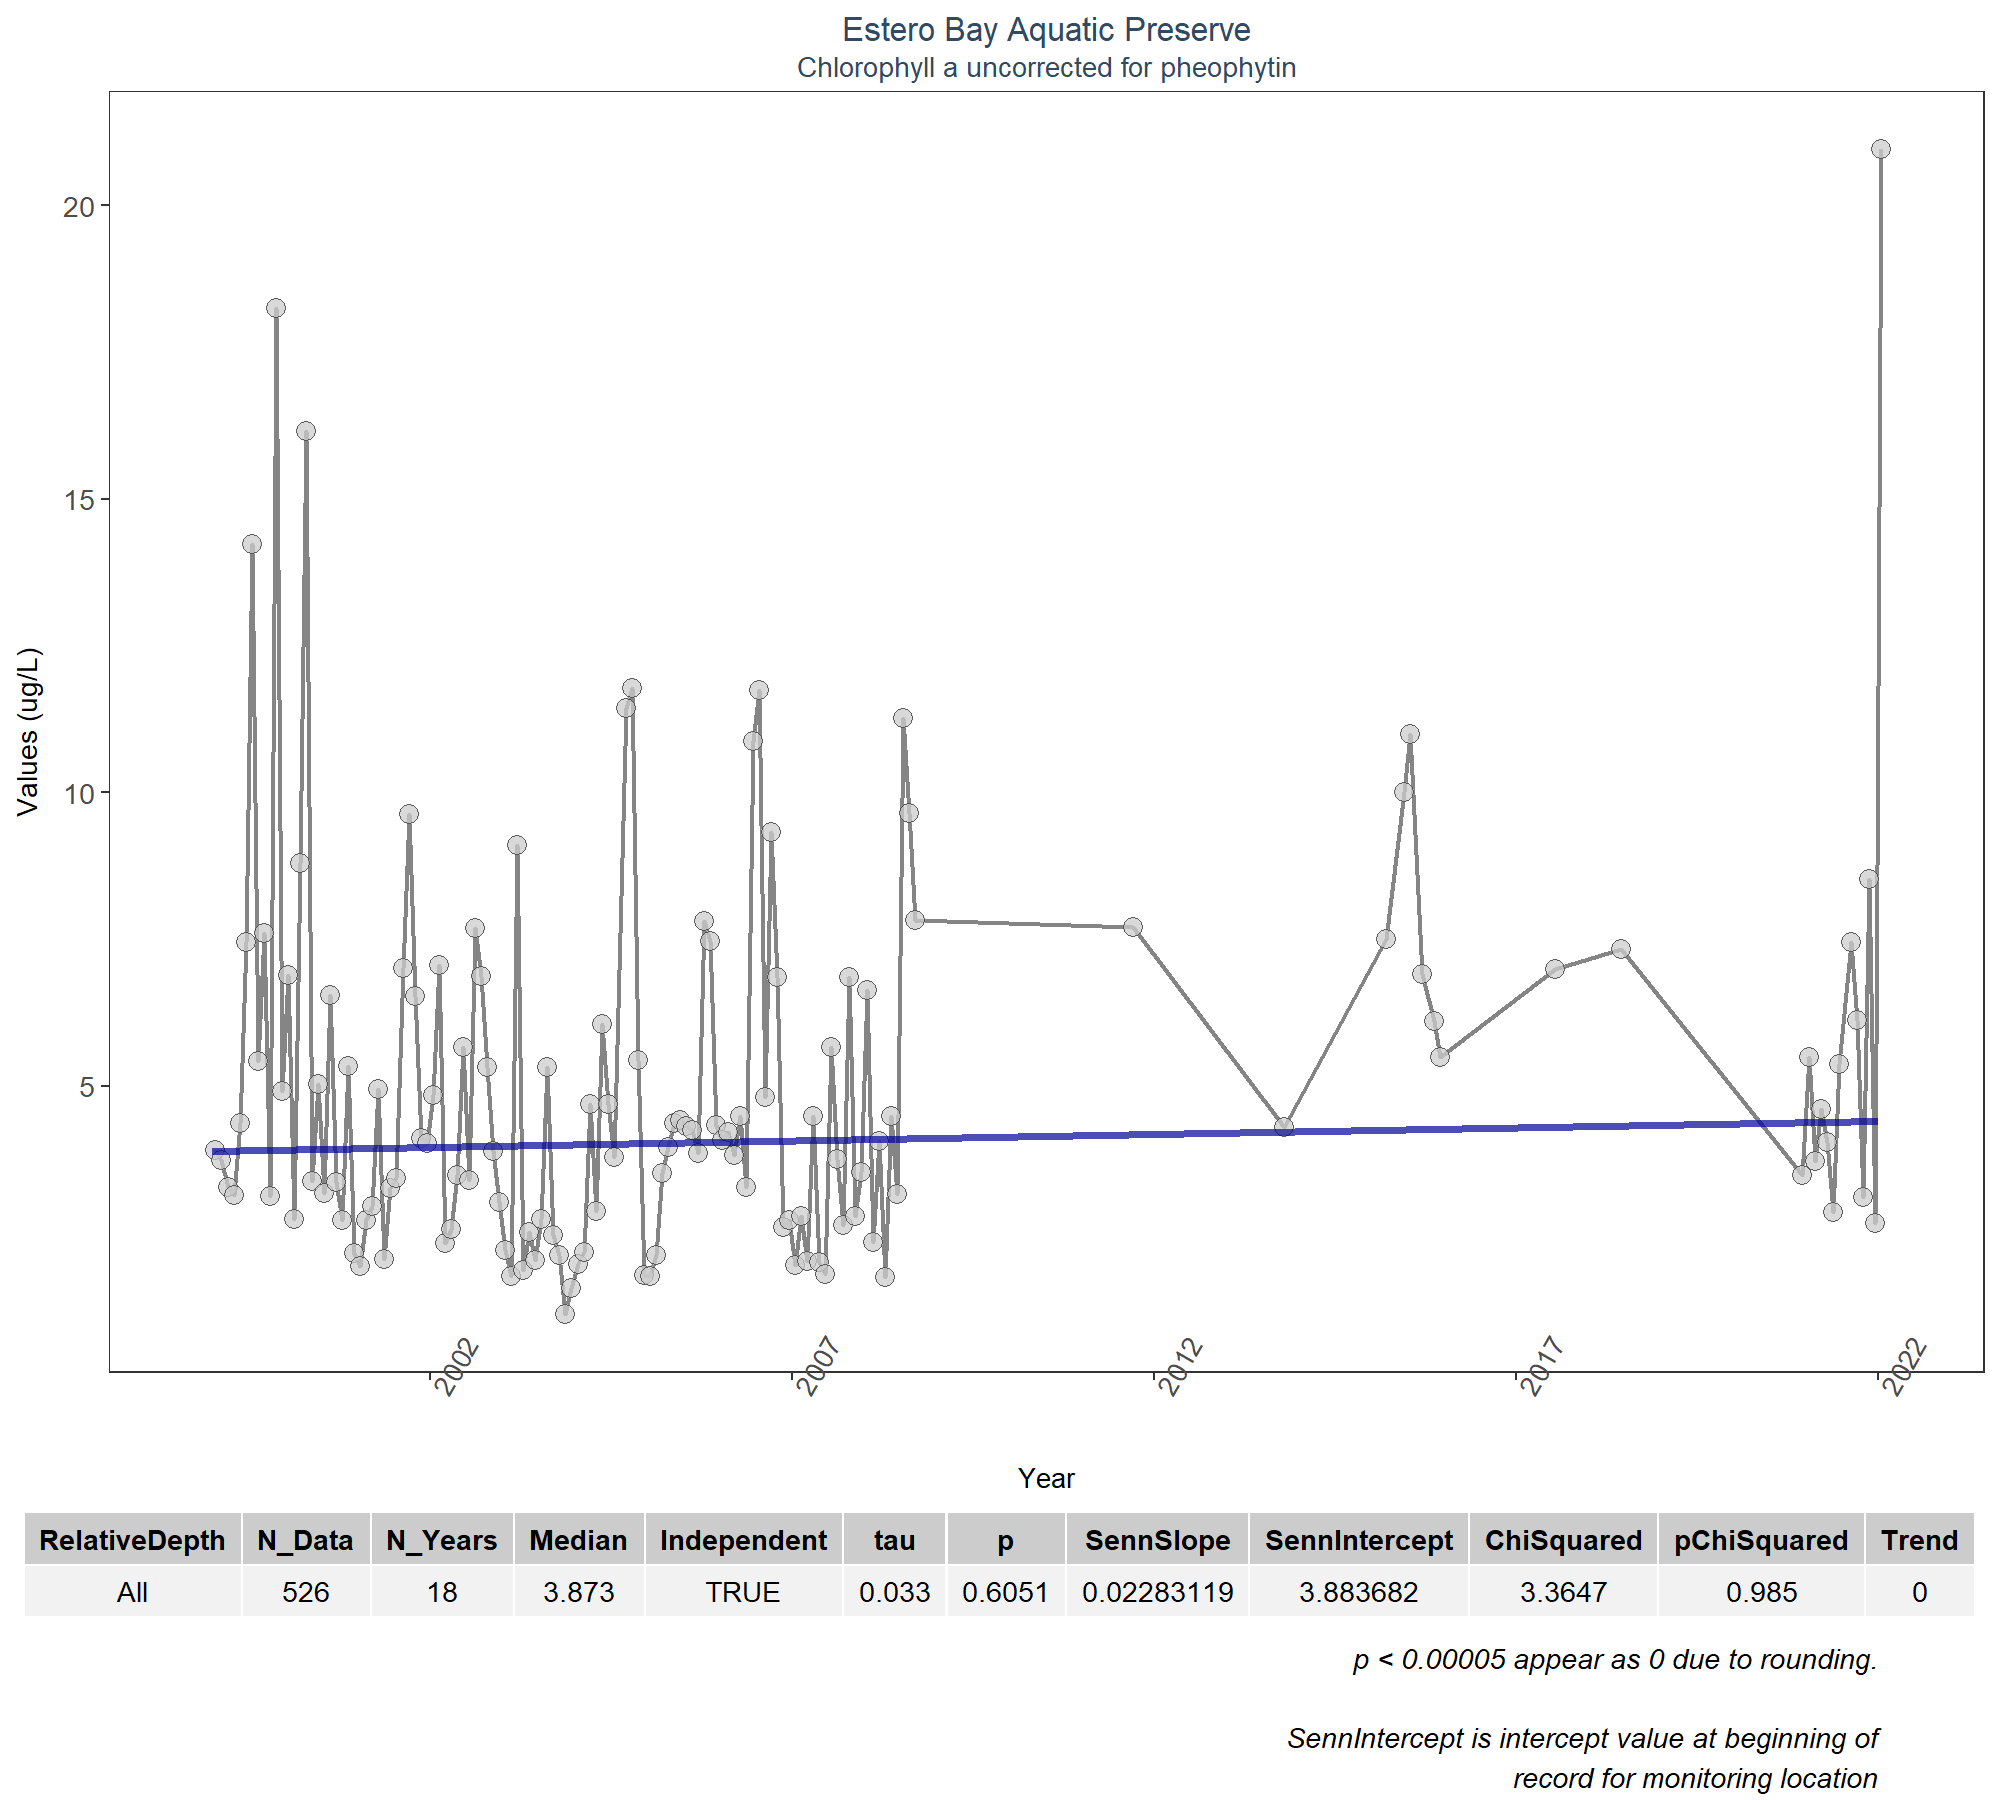 Estero Bay Aquatic Preserve
Chlorophyll a uncorrected for pheophytin
Values (ug/L)
20
15
10
5
2002 2007 2012 2017 2022
Year
RelativeDepth N_Data N_Years Median Independent tau p SennSlope SennIntercept ChiSquared pChiSquared Trend
All 526 18 3.873 TRUE 0.033 0.6051 0.02283119 3.883682 3.3647 0.985 0
p < 0.00005 appear as 0 due to rounding.
SennIntercept is intercept value at beginning of
record for monitoring location